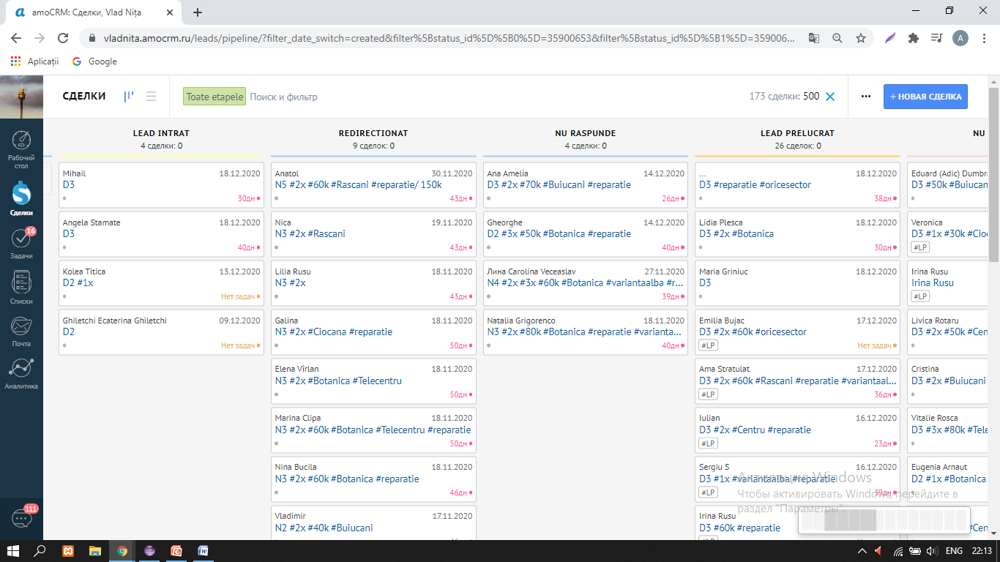 amoCRM: Сделки, Vlad Nița
vladnita.amocrm.ru/leads/pipeline/?filter_date_switch=created&filter%5Bstatus_id%5D%5B0%5D=35900653&filter%5Bstatus_id%5D%5B1%5D=359006...
A
Aplicații
Google
СДЕЛКИ
Toate etapele
Поиск и фильтр
173 сделки: 500
+ НОВАЯ СДЕЛКА
Рабочий
стол
Сделки
16
Задачи
Списки
Почта
Аналитика
111
LEAD INTRAT
4 сделки: 0
Mihail 18.12.2020
D3
30дн
Angela Stamate 18.12.2020
D3
40дн
Kolea Titica 13.12.2020
D2 #1x
Нет задач
Ghiletchi Ecaterina Ghiletchi 09.12.2020
D2
Нет задач
REDIRECTIONAT
9 сделок: 0
Anatol 30.11.2020
N5 #2x #60k #Rascani #reparatie/ 150k
43дн
Nica 19.11.2020
N3 #2x #Rascani
43дн
Lilia Rusu 18.11.2020
N3 #2x
43дн
Galina 18.11.2020
N3 #2x #Ciocana #reparatie
50дн
Elena Vîrlan 18.11.2020
N3 #2x #Botanica #Telecentru
50дн
Marina Clipa 18.11.2020
N3 #2x #60k #Botanica #Telecentru #reparatie
50дн
Nina Bucila 18.11.2020
N3 #2x #60k #Botanica #reparatie
46дн
Vladimir 17.11.2020
N2 #2x #40k #Buiucani
NU RASPUNDE
4 сделки: 0
Ana Amelia 14.12.2020
D3 #2x #70k #Buiucani #reparatie
26дн
Gheorghe 14.12.2020
D2 #3x #50k #Botanica #reparatie
40дн
Лина Carolina Veceaslav 27.11.2020
N4 #2x #3x #60k #Botanica #variantaalba #r...
39дн
Natalia Grigorenco 18.11.2020
N3 #2x #80k #Botanica #reparatie #varianta...
40дн
LEAD PRELUCRAT
26 сделок: 0
... 18.12.2020
D3 #reparatie #oricesector
38дн
Lidia Plesca 18.12.2020
D3 #2x #Botanica
30дн
Maria Griniuc 18.12.2020
D3
Emilia Bujac 17.12.2020
D3 #2x #60k #oricesector
#LP Нет задач
Ama Stratulat 17.12.2020
D3 #2x #60k #Rascani #reparatie #variantaal...
#LP 36дн
Iulian 16.12.2020
D3 #2x #Centru #reparatie
#LP 23дн
Sergiu S 16.12.2020
D3 #1x #variantaalba #reparatie
#LP 39дн
Irina Rusu
D3 #60k #reparatie
NU
Eduard (Adic) Dumbra
D3 #50k #Buiucan
Veronica
D3 #1x #30k #Cioc
#LP
Irina Rusu
Irina Rusu
#LP
Livica Rotaru
D3 #2x #50k #Cen
Cristina
D3 #2x #Buiucani
Vitalie Rosca
D3 #3x #80k #Tele
Eugenia Arnaut
D2 #1x #Botanica
#Cen
Активация Windows
Чтобы активировать Windows, перейдите в
раздел "Параметры".
ENG 22:13